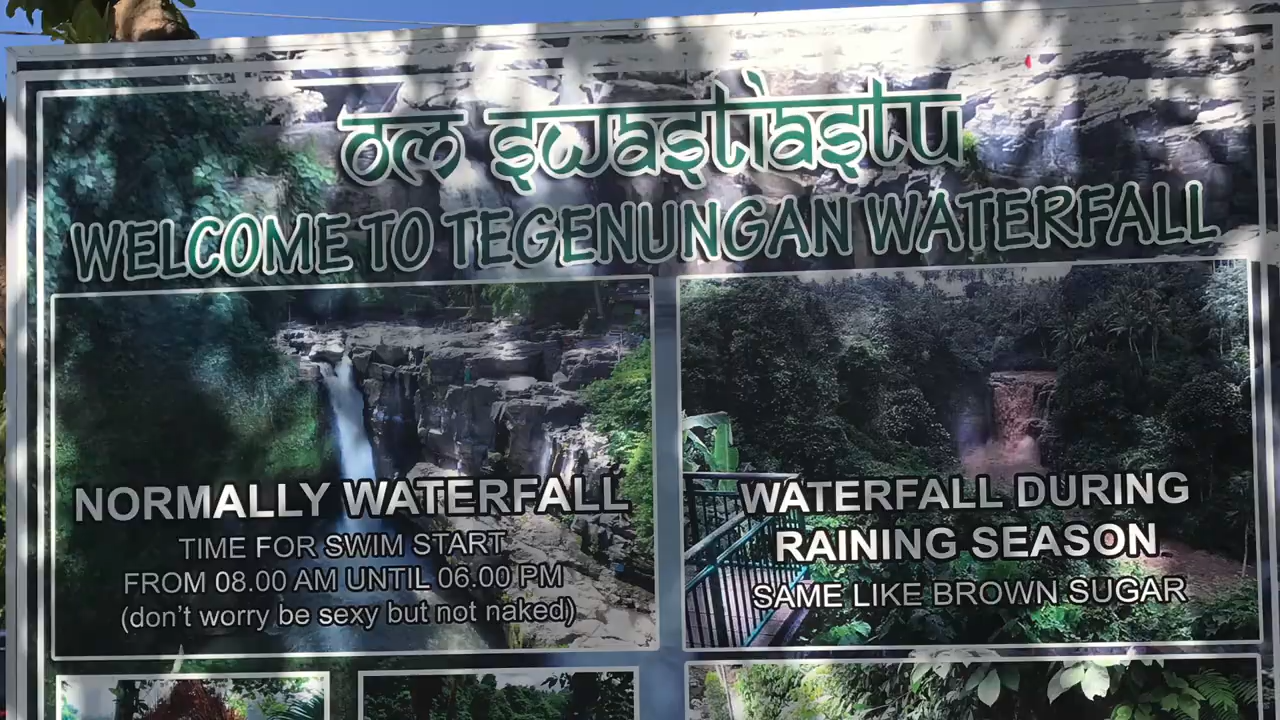 om swastiastu
WELCOME TO TEGENUNGAN WATERFALL
NORMALLY WATERFALL
TIME FOR SWIM START
FROM 08.00 AM UNTIL 06.00 PM
(don't worry be sexy but not naked)
WATERFALL DURING
RAINING SEASON
SAME LIKE BROWN SUGAR